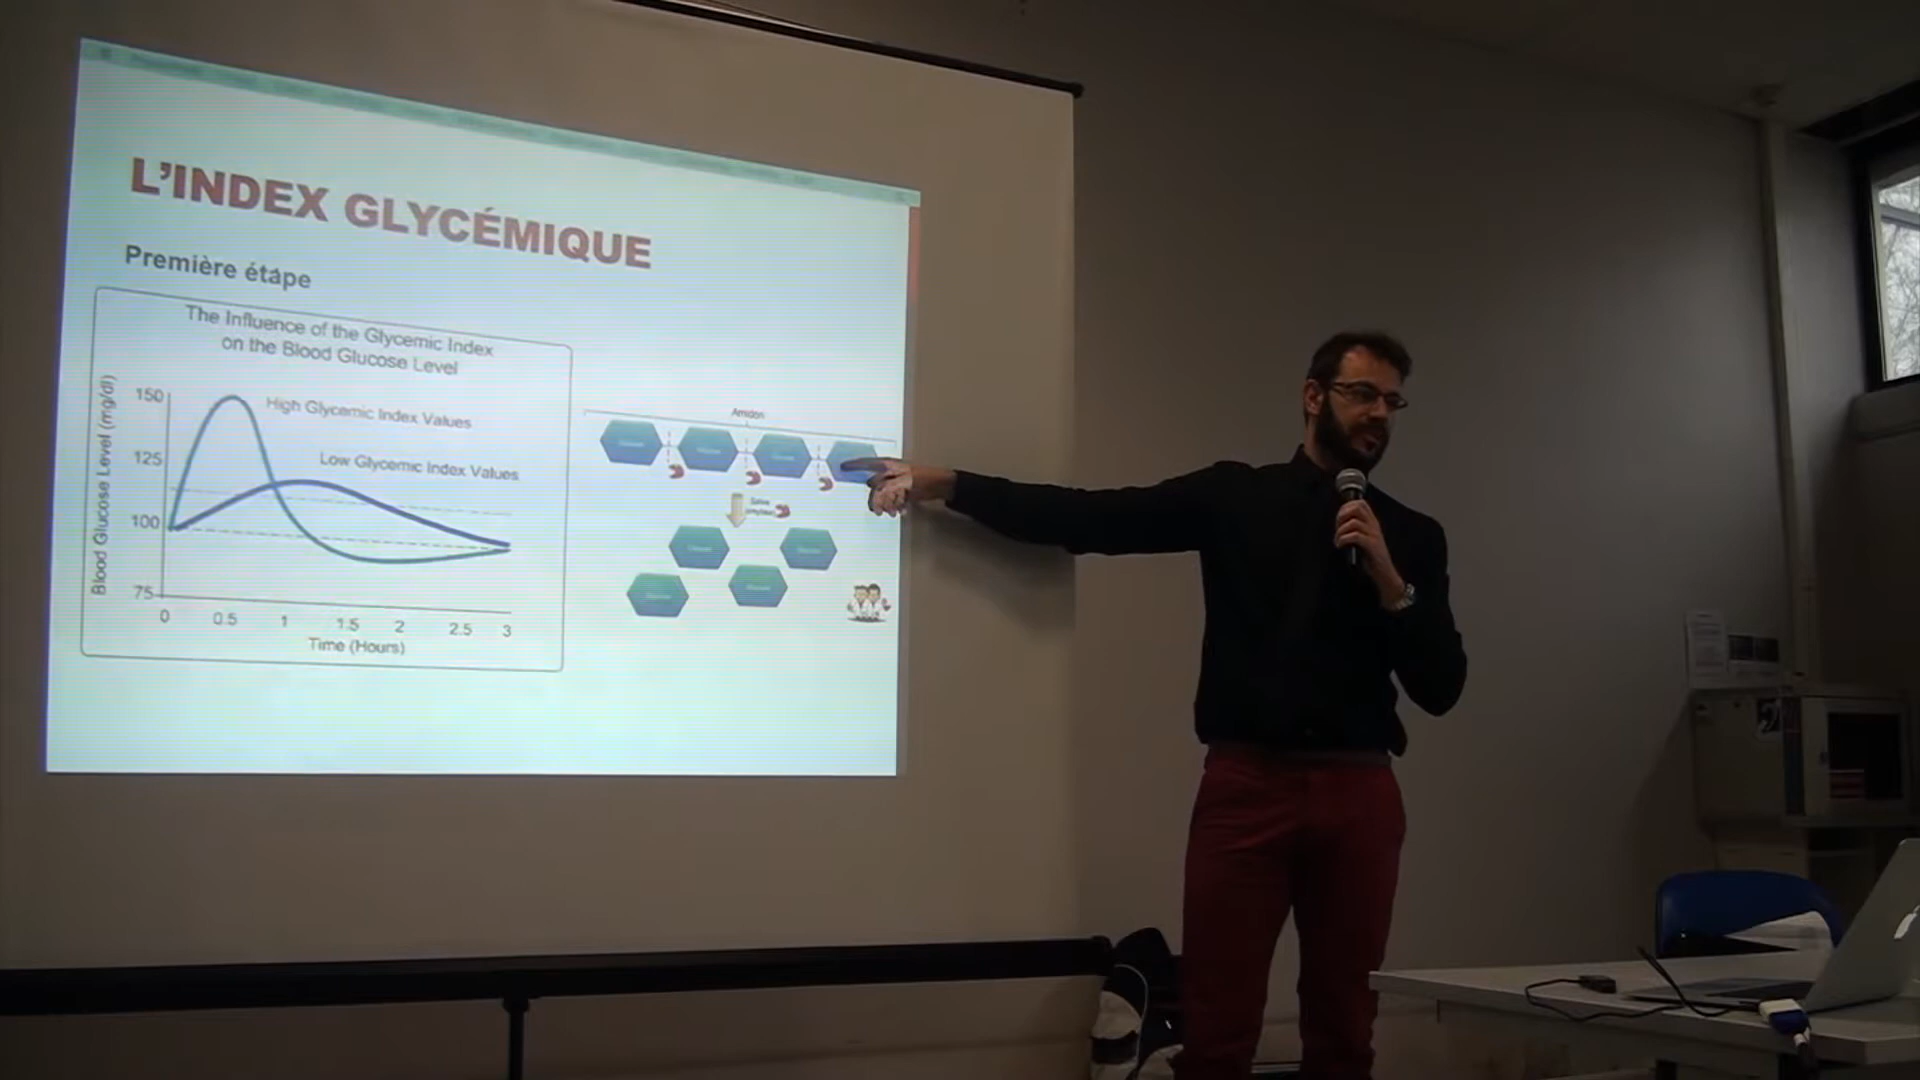 L'INDEX GLYCÉMIQUE
Première étape
The Influence of the Glycemic Index
on the Blood Glucose Level
Blood Glucose Level (mg/dl)
150
125
100
75
High Glycemic Index Values
Low Glycemic Index Values
0 0.5 1 1.5 2 2.5 3
Time (Hours)
Amidon